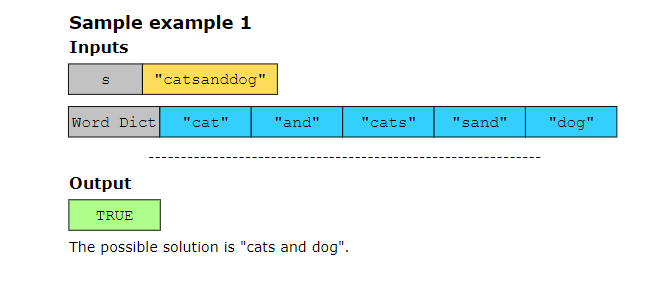 Sample example 1
Inputs
s "catsanddog"
Word Dict "cat" "and" "cats" "sand" "dog"
------------------------------------------------------------
Output
TRUE
The possible solution is "cats and dog".